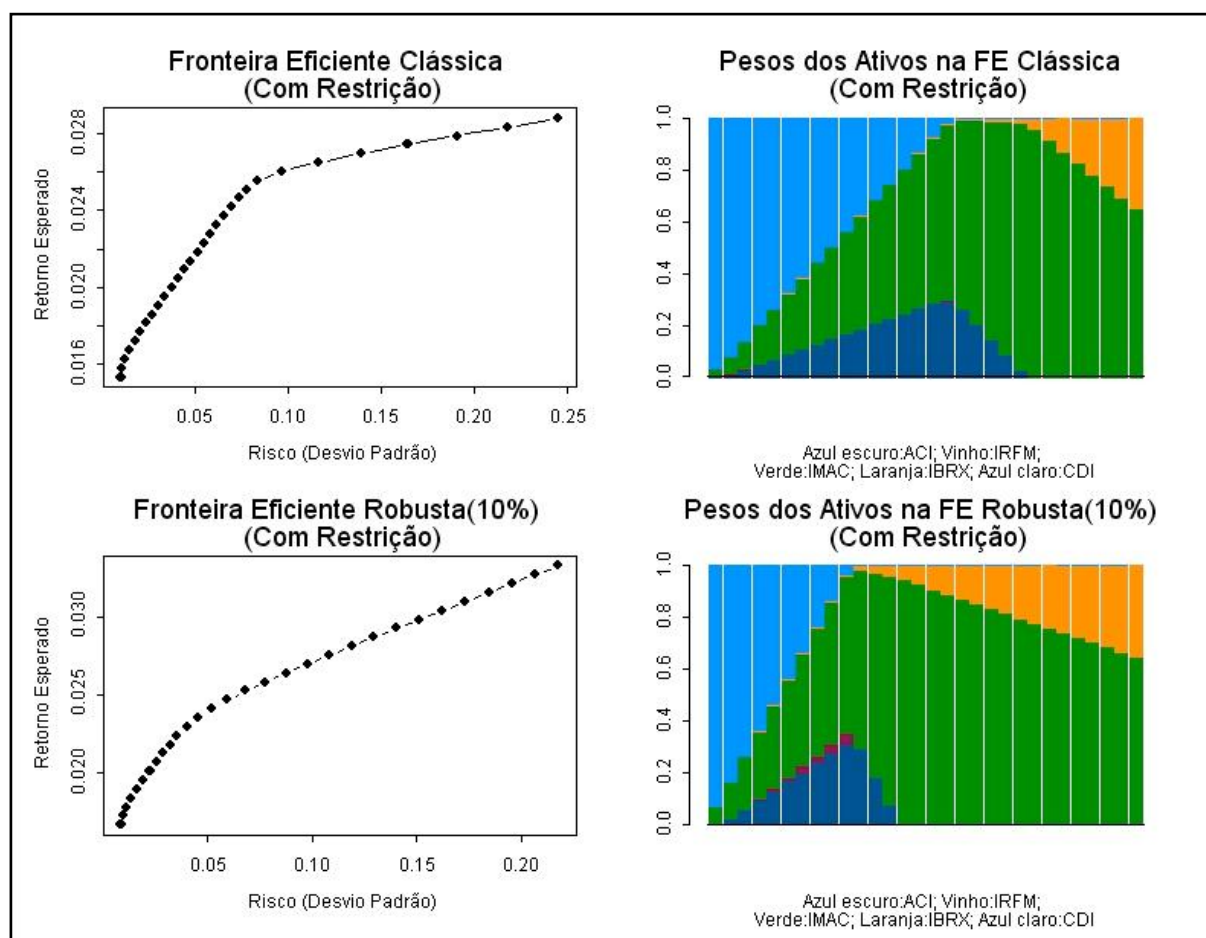 Fronteira Eficiente Clássica
(Com Restrição)
Retorno Esperado
0.028
0.024
0.020
0.016
0.05 0.10 0.15 0.20 0.25
Risco (Desvio Padrão)
Pesos dos Ativos na FE Clássica
(Com Restrição)
1.0
0.8
0.6
0.4
0.2
0.0
Azul escuro:ACI; Vinho:IRFM;
Verde:IMAC; Laranja:IBRX; Azul claro:CDI
Fronteira Eficiente Robusta(10%)
(Com Restrição)
Retorno Esperado
0.030
0.025
0.020
0.05 0.10 0.15 0.20
Risco (Desvio Padrão)
Pesos dos Ativos na FE Robusta(10%)
(Com Restrição)
1.0
0.8
0.6
0.4
0.2
0.0
Azul escuro:ACI; Vinho:IRFM;
Verde:IMAC; Laranja:IBRX; Azul claro:CDI